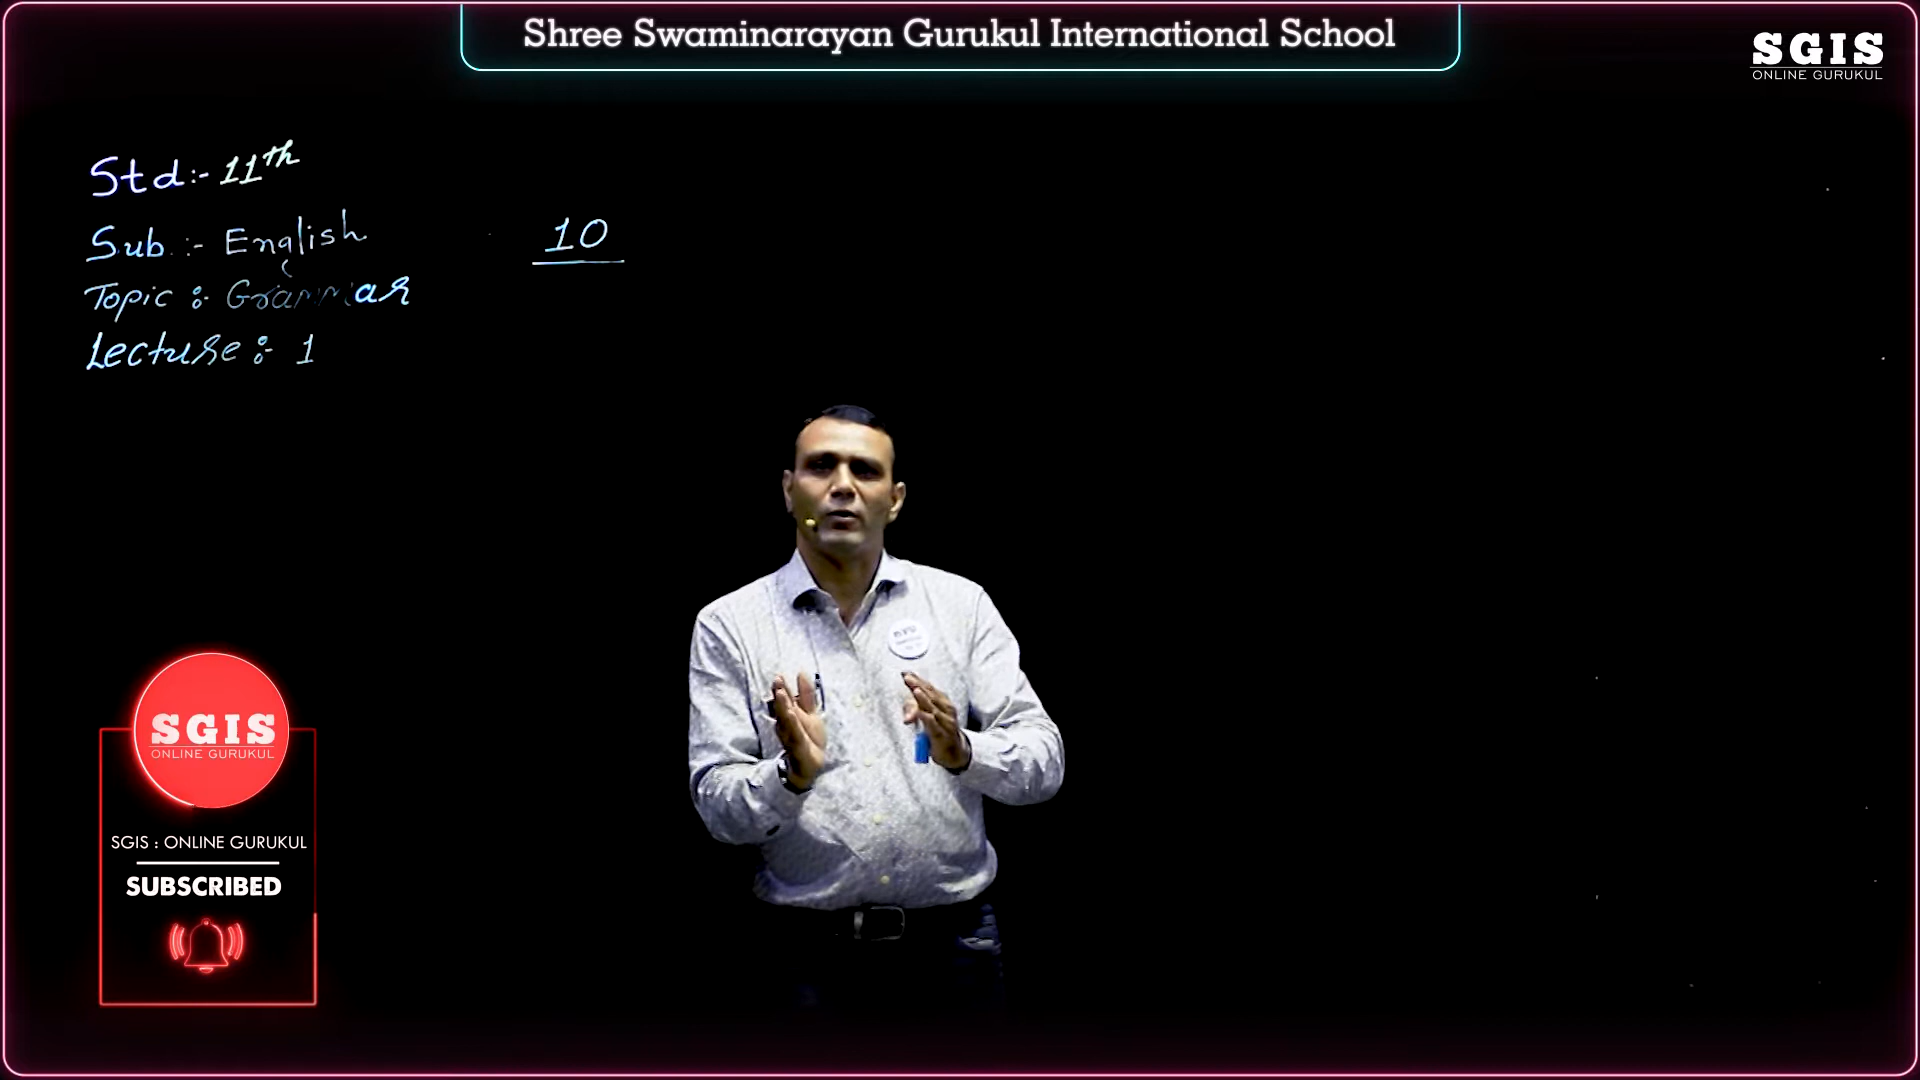 Shree Swaminarayan Gurukul International School
SGIS
ONLINE GURUKUL
Std:- 11th
Sub:- English
10
Topic :- Grammar
Lecture :- 1
SGIS
ONLINE GURUKUL
SGIS : ONLINE GURUKUL
SUBSCRIBED